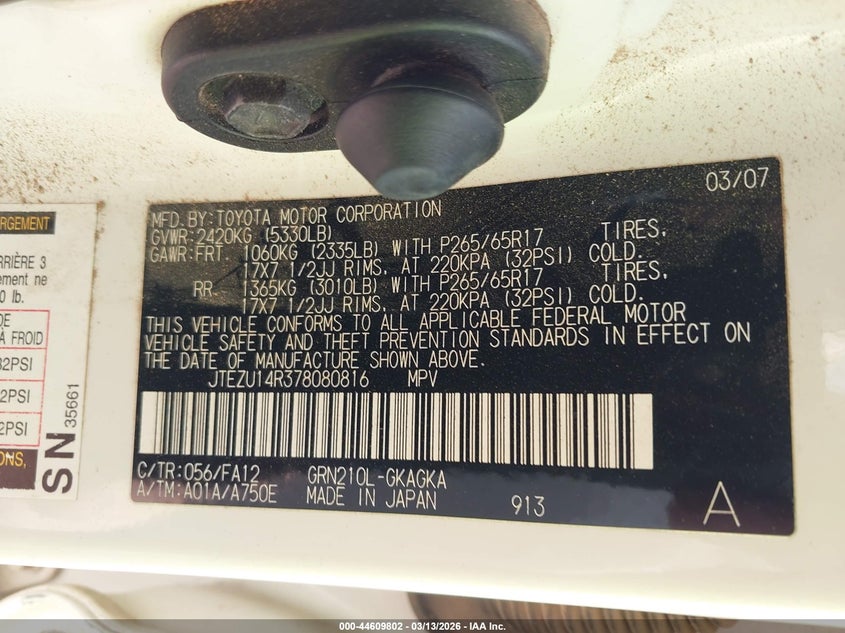 03/07
MFD. BY: TOYOTA MOTOR CORPORATION
GVWR: 2420KG (5330LB)
GAWR: FRT. 1060KG (2335LB) WITH P265/65R17 TIRES,
17X7 1/2JJ RIMS, AT 220KPA (32PSI) COLD.
RR. 1365KG (3010LB) WITH P265/65R17 TIRES,
17X7 1/2JJ RIMS, AT 220KPA (32PSI) COLD.
THIS VEHICLE CONFORMS TO ALL APPLICABLE FEDERAL MOTOR
VEHICLE SAFETY AND THEFT PREVENTION STANDARDS IN EFFECT ON
THE DATE OF MANUFACTURE SHOWN ABOVE.
JTEZU14R378080816 MPV
C/TR: 056/FA12 GRN210L-GKAGKA
A/TM: A01A/A750E MADE IN JAPAN 913 A
ARGEMENT
RRIÈRE 3
ement ne
0 lb.
DE
À FROID
32PSI
2PSI
2PSI
ONS,
SN 35661
000-44609802 - 03/13/2026 - IAA Inc.